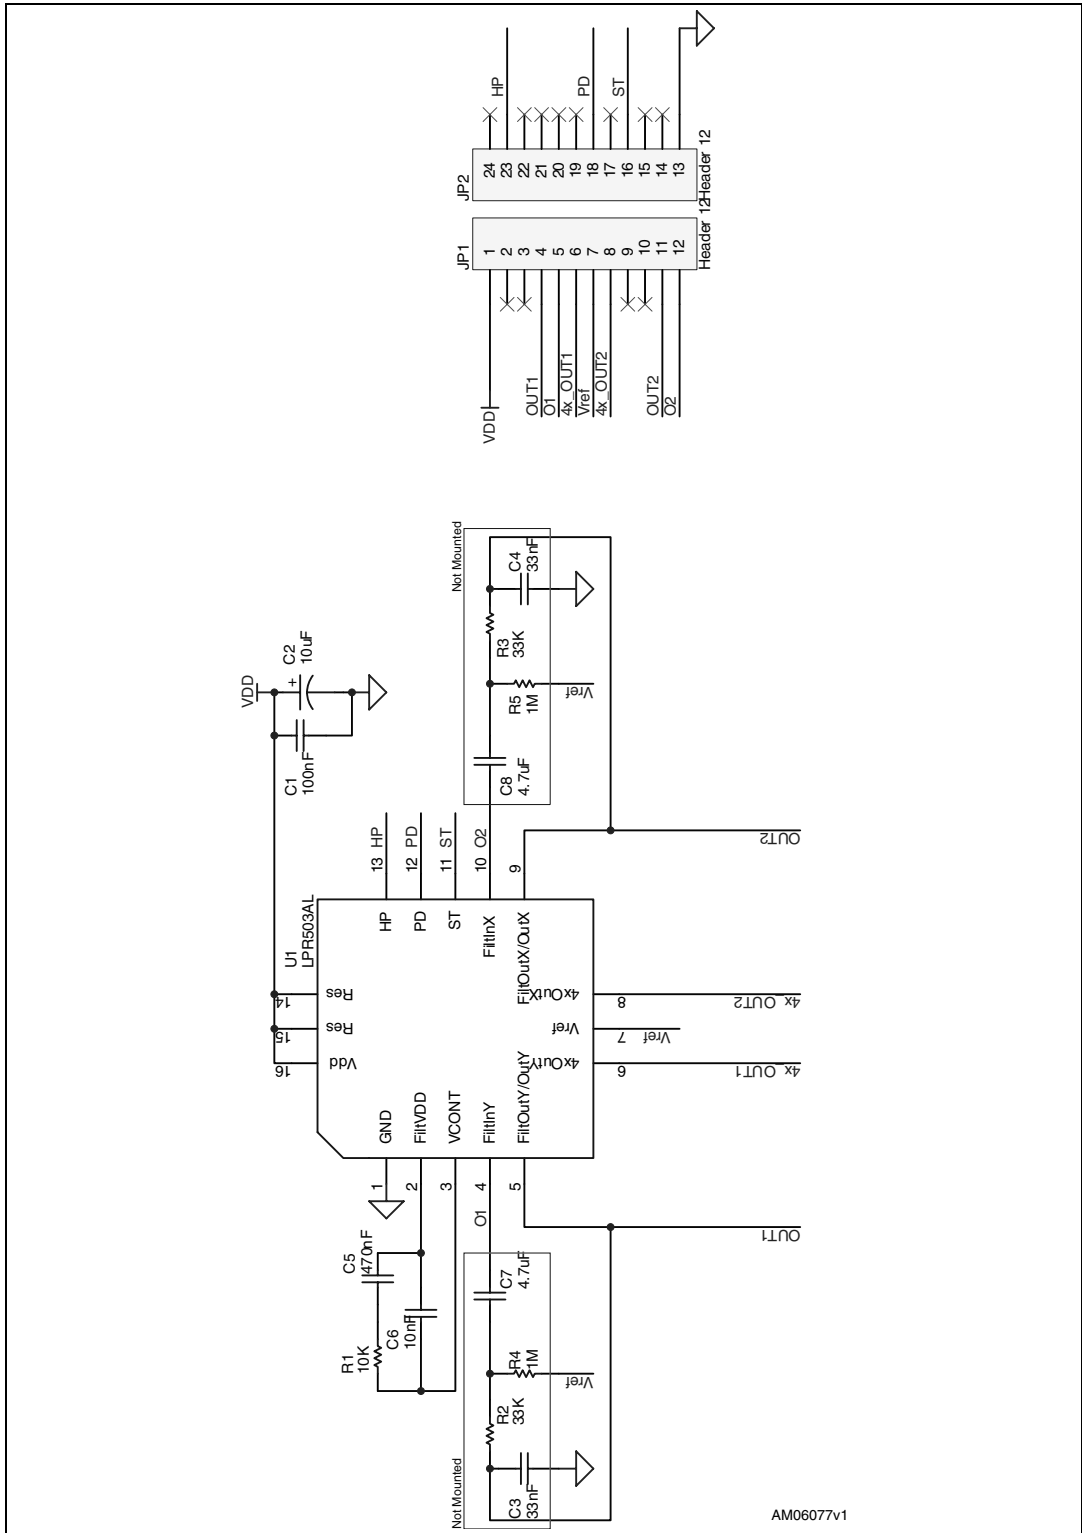 HP
PD
ST
JP2
24
23
22
21
20
19
18
17
16
15
14
13
Header 12
JP1
1
2
3
4
5
6
7
8
9
10
11
12
Header 12
VDD
OUT1
O1
4x_OUT1
Vref
4x_OUT2
OUT2
O2
Not Mounted
C4
33nF
R3
33K
R5
1M
Vref
C8
4.7uF
VDD
C2
10uF
+
C1
100nF
13 HP
12 PD
11 ST
10 O2
9
OUT2
U1
LPR503AL
HP
PD
ST
FiltInX
FiltOutX/OutX
14
Res
15
Res
16
Vdd
4xOutX
8
4x_OUT2
Vref
7
Vref
4xOutY
6
4x_OUT1
GND
FiltVDD
VCONT
FiltInY
FiltOutY/OutY
1
2
3
4
5
O1
OUT1
C5
470nF
R1
10K
C6
10nF
C7
4.7uF
R4
1M
Vref
R2
33K
C3
33nF
Not Mounted
AM06077v1